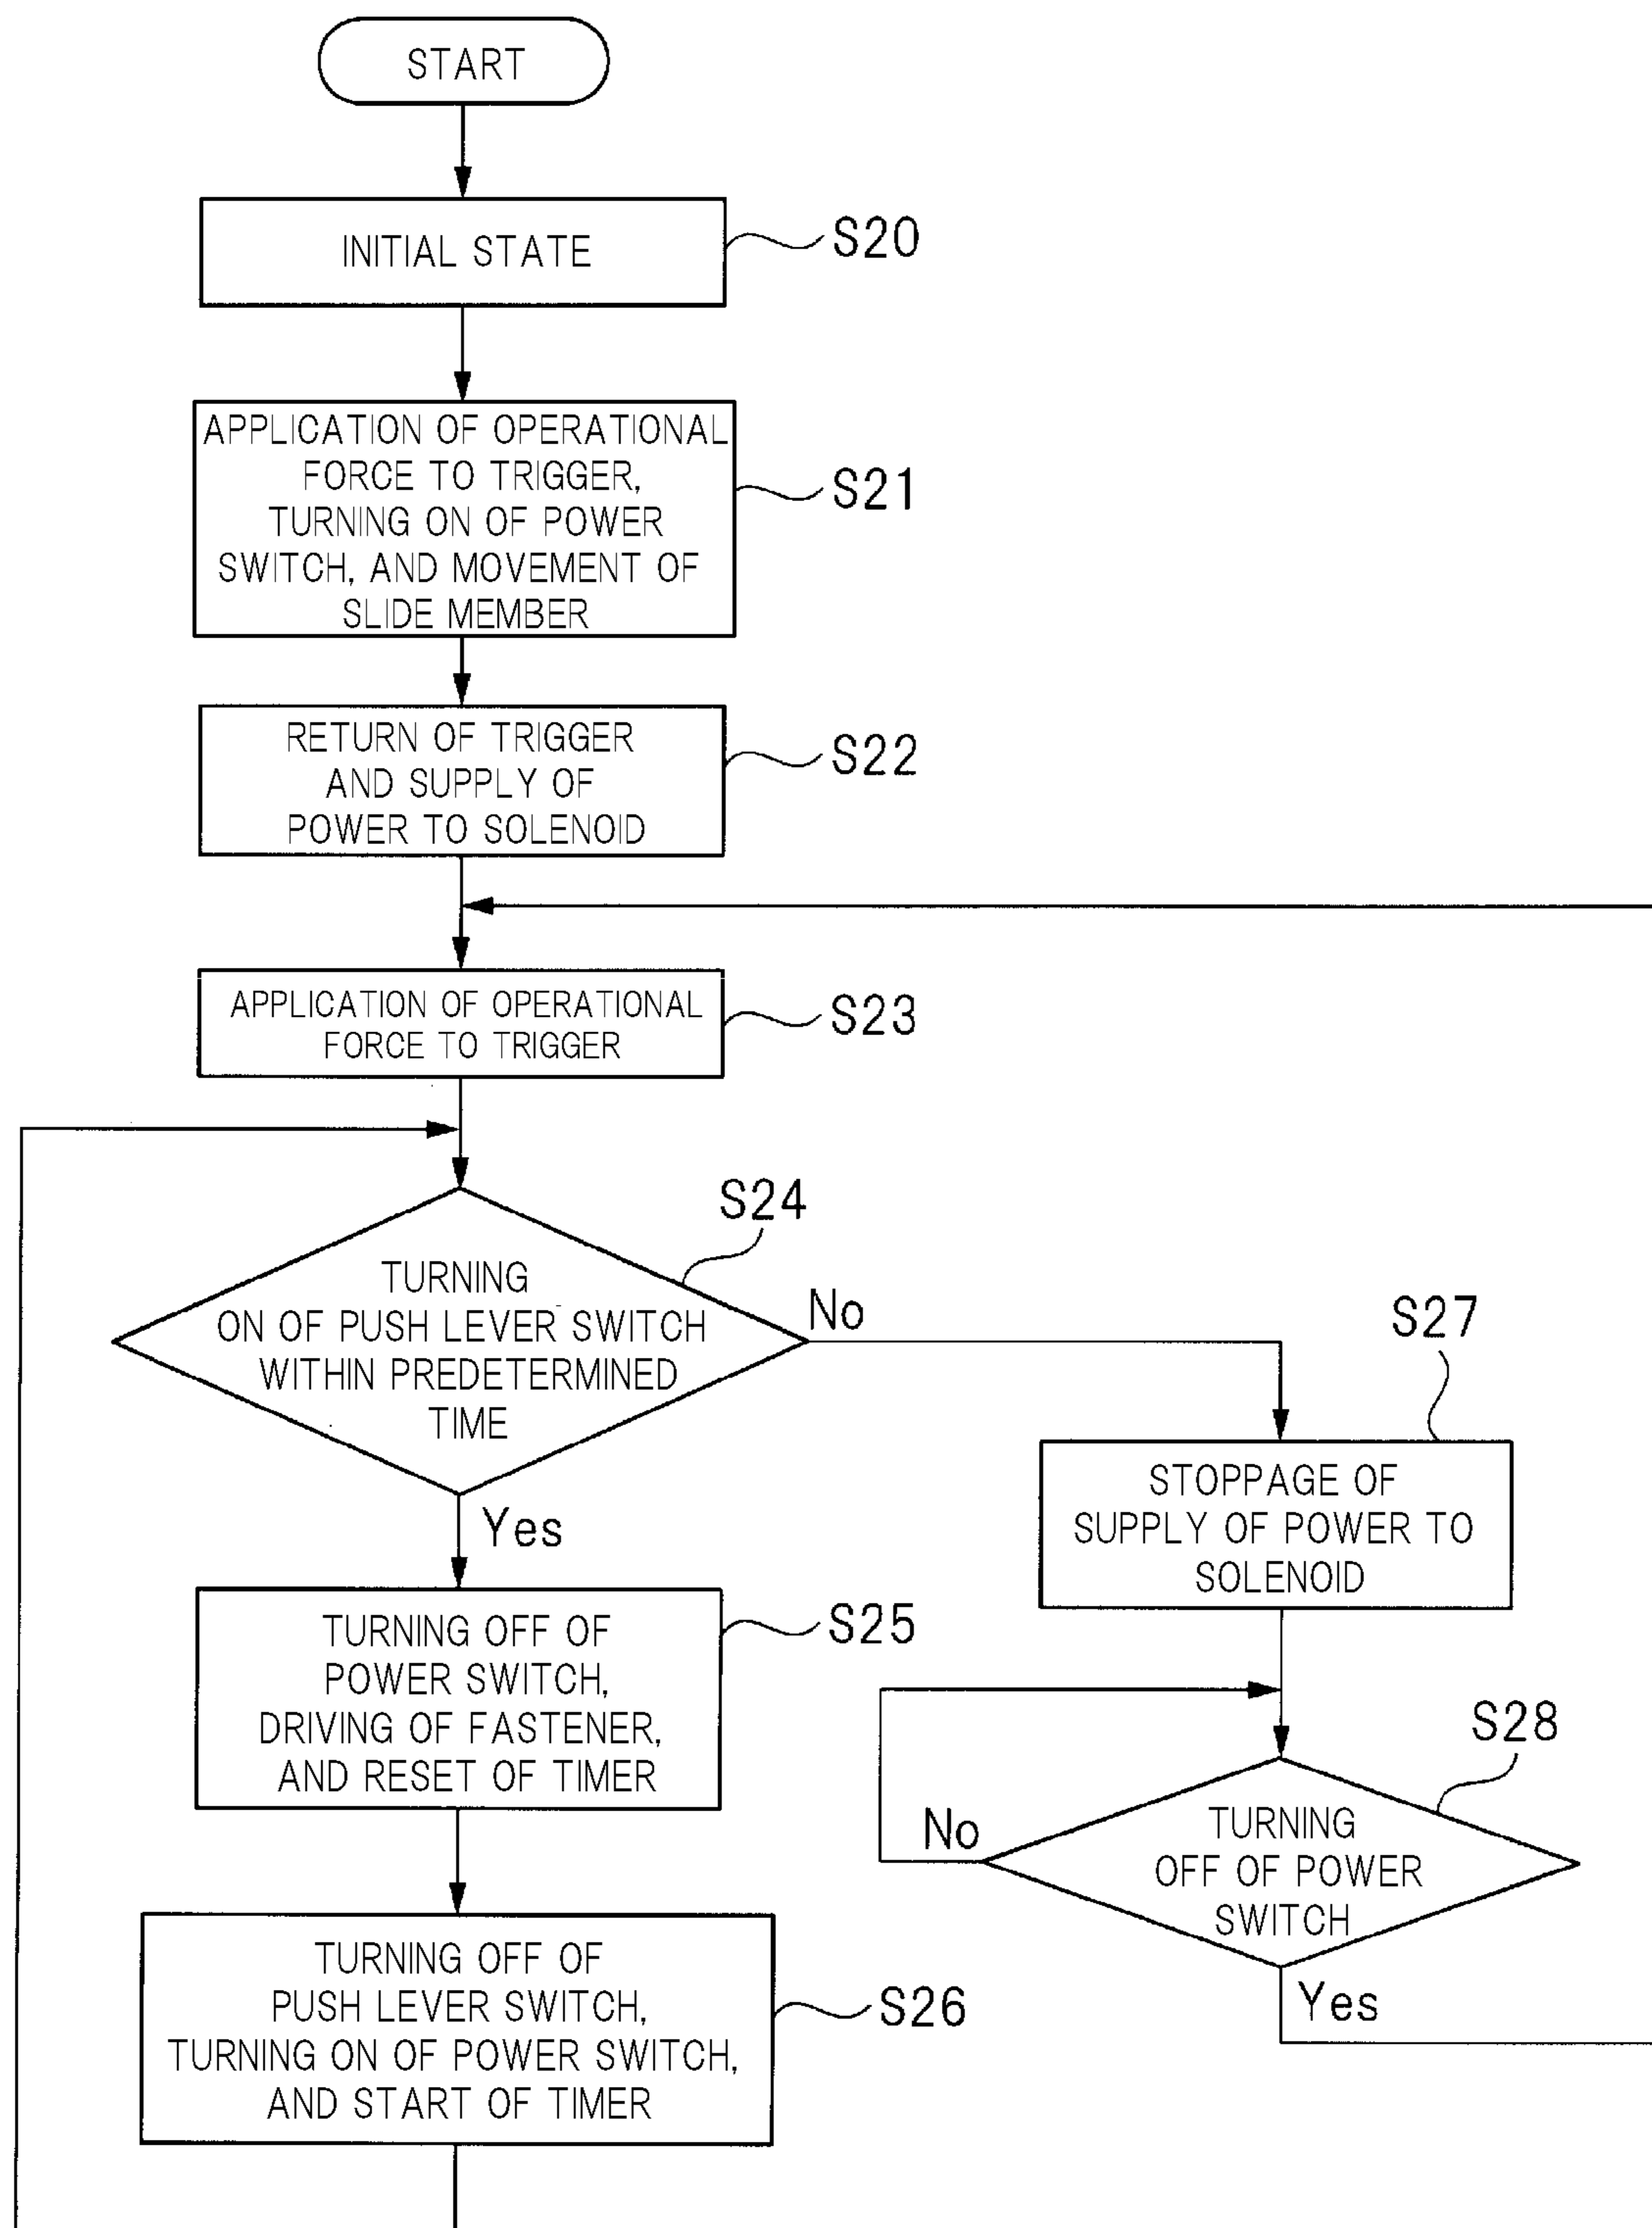 START
INITIAL STATE
S20
APPLICATION OF OPERATIONAL
FORCE TO TRIGGER,
TURNING ON OF POWER
SWITCH, AND MOVEMENT OF
SLIDE MEMBER
S21
RETURN OF TRIGGER
AND SUPPLY OF
POWER TO SOLENOID
S22
APPLICATION OF OPERATIONAL
FORCE TO TRIGGER
S23
S24
TURNING
ON OF PUSH LEVER SWITCH
WITHIN PREDETERMINED
TIME
No
Yes
S27
STOPPAGE OF
SUPPLY OF POWER TO
SOLENOID
TURNING OFF OF
POWER SWITCH,
DRIVING OF FASTENER,
AND RESET OF TIMER
S25
S28
TURNING
OFF OF POWER
SWITCH
No
Yes
TURNING OFF OF
PUSH LEVER SWITCH,
TURNING ON OF POWER SWITCH,
AND START OF TIMER
S26